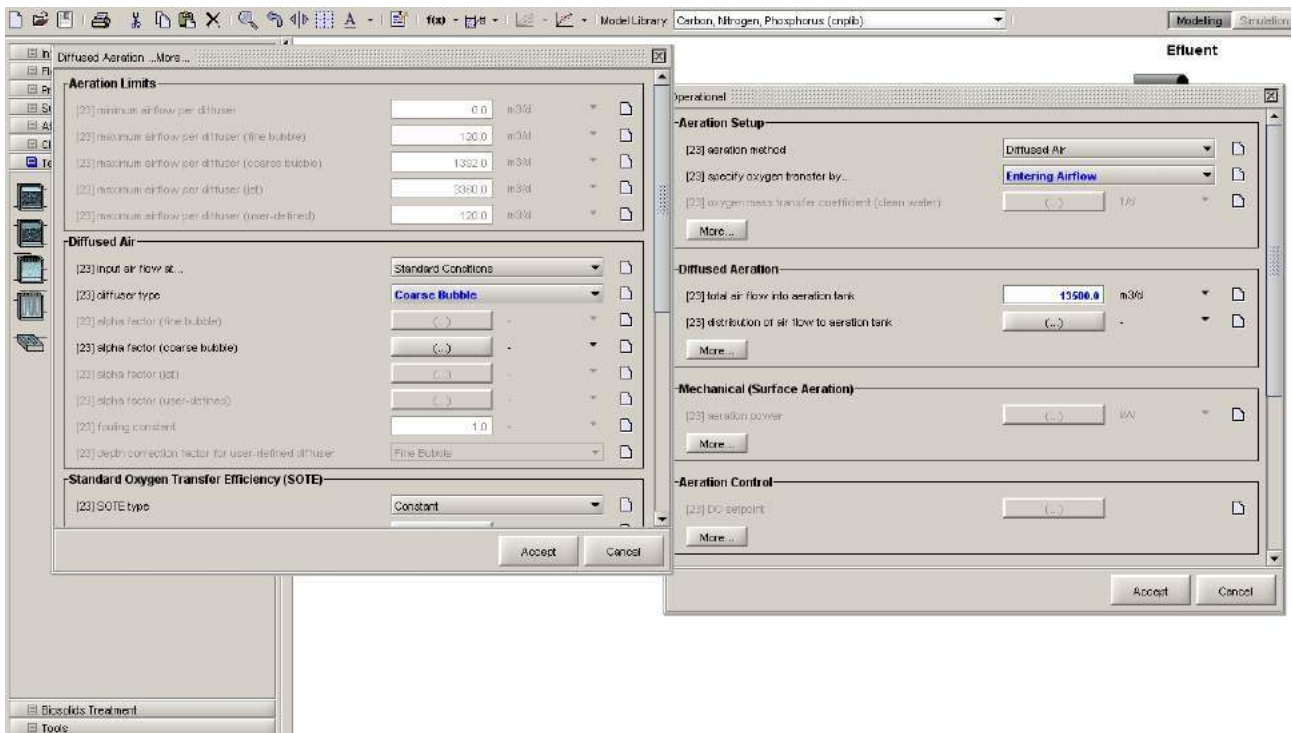 Model Library Carbon, Nitrogen, Phosphorus (cnplib)
Modeling Simulation
Effluent
Diffused Aeration ...More...
Aeration Limits
[23] minimum airflow per diffuser 0.0 m3/d
[23] maximum airflow per diffuser (fine bubble) 120.0 m3/d
[23] maximum airflow per diffuser (coarse bubble) 1392.0 m3/d
[23] maximum airflow per diffuser (jet) 3360.0 m3/d
[23] maximum airflow per diffuser (user-defined) 120.0 m3/d
Diffused Air
[23] input air flow at... Standard Conditions
[23] diffuser type Coarse Bubble
[23] alpha factor (fine bubble) (...) -
[23] alpha factor (coarse bubble) (...) -
[23] alpha factor (jet) (...) -
[23] alpha factor (user-defines) (...) -
[23] fouling constant 1.0 -
[23] depth correction factor for user-defined diffuser Fine Bubble
Standard Oxygen Transfer Efficiency (SOTE)
[23] SOTE type Constant
Accept Cancel
Operational
Aeration Setup
[23] aeration method Diffused Air
[23] specify oxygen transfer by... Entering Airflow
[23] oxygen mass transfer coefficient (clean water) (...) 1/d
More...
Diffused Aeration
[23] total air flow into aeration tank 13500.0 m3/d
[23] distribution of air flow to aeration tank (...) -
More...
Mechanical (Surface Aeration)
[23] aeration power (...) kW
More...
Aeration Control
[23] DO setpoint (...)
More...
Accept Cancel
Biosolids Treatment
Tools